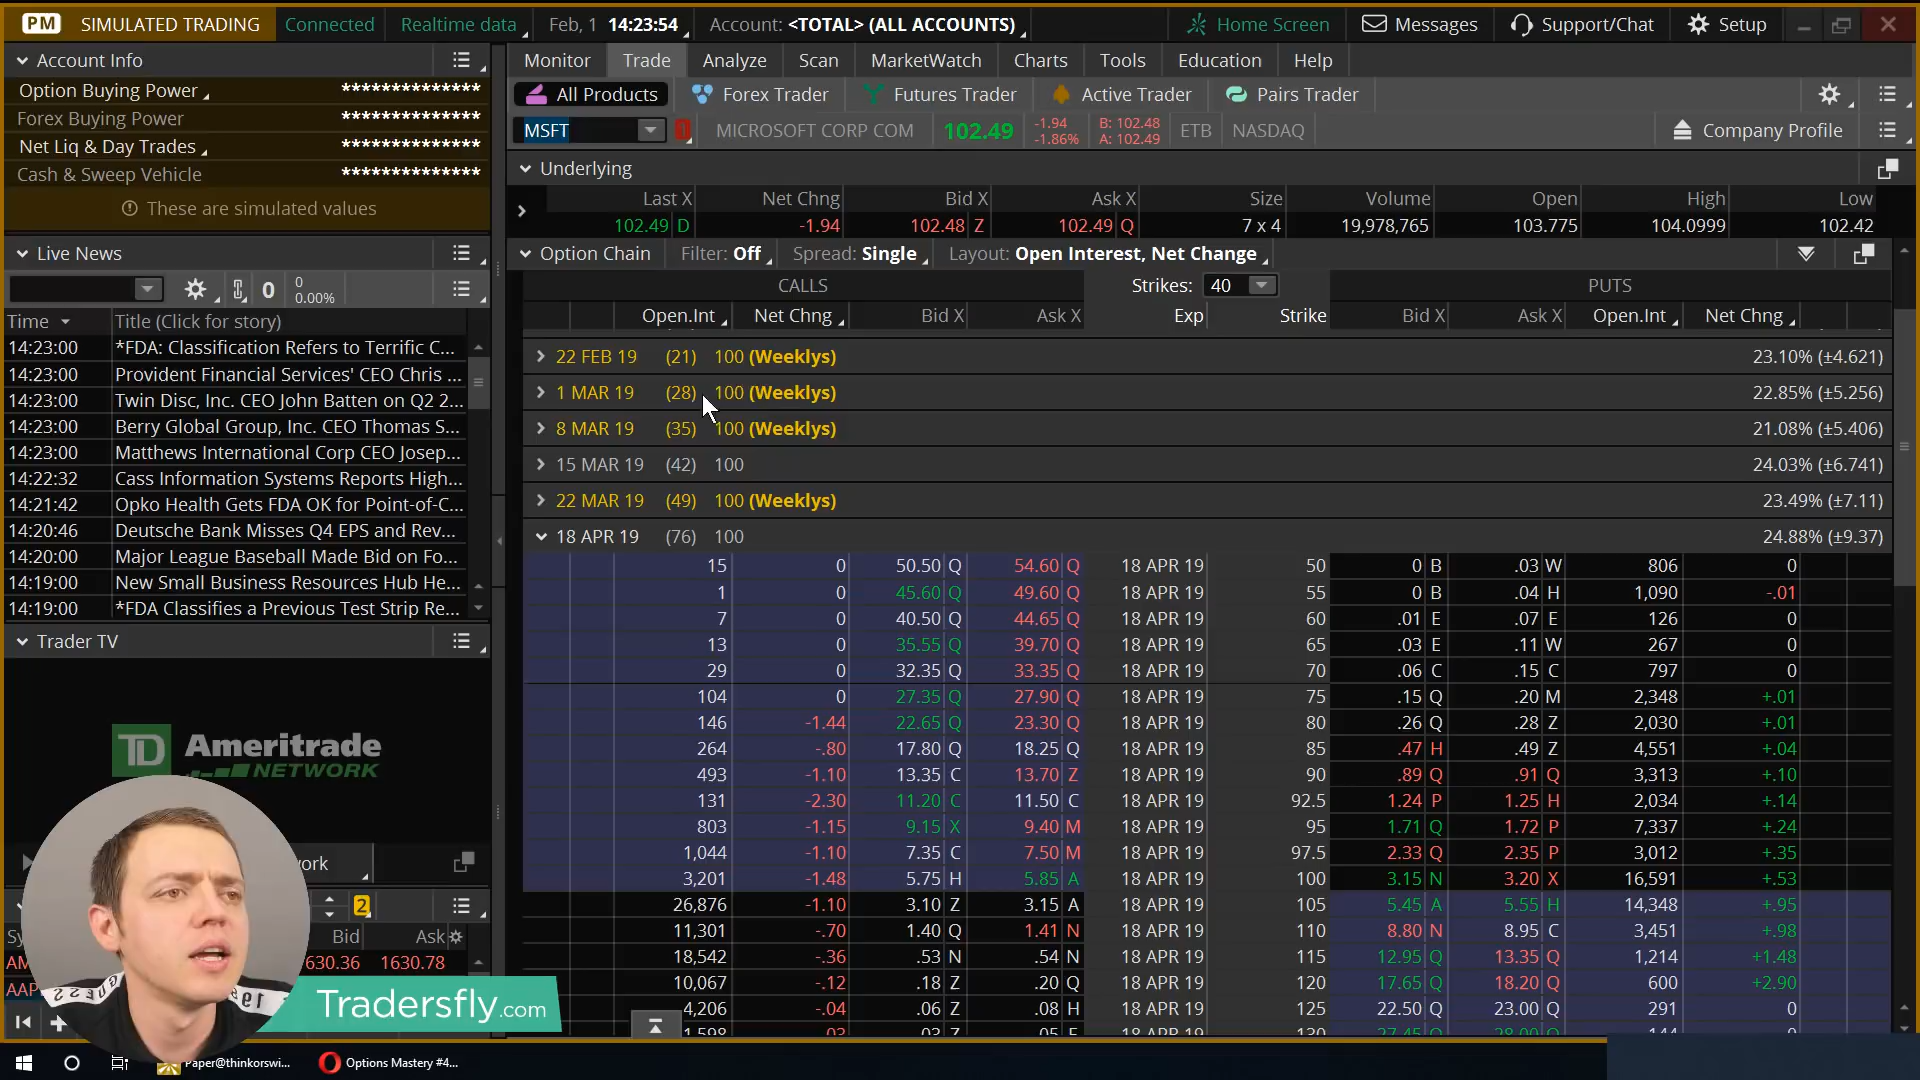 PM SIMULATED TRADING Connected Realtime data Feb, 1 14:23:54 Account: <TOTAL> (ALL ACCOUNTS) Home Screen Messages Support/Chat Setup
Account Info
Option Buying Power **************
Forex Buying Power **************
Net Liq & Day Trades **************
Cash & Sweep Vehicle **************
These are simulated values
Live News
0 0 0.00%
Time Title (Click for story)
14:23:00 *FDA: Classification Refers to Terrific C...
14:23:00 Provident Financial Services' CEO Chris ...
14:23:00 Twin Disc, Inc. CEO John Batten on Q2 2...
14:23:00 Berry Global Group, Inc. CEO Thomas S...
14:23:00 Matthews International Corp CEO Josep...
14:22:32 Cass Information Systems Reports High...
14:21:42 Opko Health Gets FDA OK for Point-of-C...
14:20:46 Deutsche Bank Misses Q4 EPS and Rev...
14:20:00 Major League Baseball Made Bid on Fo...
14:19:00 New Small Business Resources Hub He...
14:19:00 *FDA Classifies a Previous Test Strip Re...
Trader TV
TD Ameritrade
NETWORK
work
2
Sy Bid Ask
AM 1630.36 1630.78
AAP
Tradersfly.com
Monitor Trade Analyze Scan MarketWatch Charts Tools Education Help
All Products Forex Trader Futures Trader Active Trader Pairs Trader
MSFT MICROSOFT CORP COM 102.49 -1.94 -1.86% B: 102.48 A: 102.49 ETB NASDAQ Company Profile
Underlying
Last X Net Chng Bid X Ask X Size Volume Open High Low
102.49 D -1.94 102.48 Z 102.49 Q 7 x 4 19,978,765 103.775 104.0999 102.42
Option Chain Filter: Off Spread: Single Layout: Open Interest, Net Change
CALLS Strikes: 40 PUTS
Open.Int Net Chng Bid X Ask X Exp Strike Bid X Ask X Open.Int Net Chng
22 FEB 19 (21) 100 (Weeklys) 23.10% (±4.621)
1 MAR 19 (28) 100 (Weeklys) 22.85% (±5.256)
8 MAR 19 (35) 100 (Weeklys) 21.08% (±5.406)
15 MAR 19 (42) 100 24.03% (±6.741)
22 MAR 19 (49) 100 (Weeklys) 23.49% (±7.11)
18 APR 19 (76) 100 24.88% (±9.37)
15 0 50.50 Q 54.60 Q 18 APR 19 50 0 B .03 W 806 0
1 0 45.60 Q 49.60 Q 18 APR 19 55 0 B .04 H 1,090 -.01
7 0 40.50 Q 44.65 Q 18 APR 19 60 .01 E .07 E 126 0
13 0 35.55 Q 39.70 Q 18 APR 19 65 .03 E .11 W 267 0
29 0 32.35 Q 33.35 Q 18 APR 19 70 .06 C .15 C 797 0
104 0 27.35 Q 27.90 Q 18 APR 19 75 .15 Q .20 M 2,348 +.01
146 -1.44 22.65 Q 23.30 Q 18 APR 19 80 .26 Q .28 Z 2,030 +.01
264 -.80 17.80 Q 18.25 Q 18 APR 19 85 .47 H .49 Z 4,551 +.04
493 -1.10 13.35 C 13.70 Z 18 APR 19 90 .89 Q .91 Q 3,313 +.10
131 -2.30 11.20 C 11.50 C 18 APR 19 92.5 1.24 P 1.25 H 2,034 +.14
803 -1.15 9.15 X 9.40 M 18 APR 19 95 1.71 Q 1.72 P 7,337 +.24
1,044 -1.10 7.35 C 7.50 M 18 APR 19 97.5 2.33 Q 2.35 P 3,012 +.35
3,201 -1.48 5.75 H 5.85 A 18 APR 19 100 3.15 N 3.20 X 16,591 +.53
26,876 -1.10 3.10 Z 3.15 A 18 APR 19 105 5.45 A 5.55 H 14,348 +.95
11,301 -.70 1.40 Q 1.41 N 18 APR 19 110 8.80 N 8.95 C 3,451 +.98
18,542 -.36 .53 N .54 N 18 APR 19 115 12.95 Q 13.35 Q 1,214 +1.48
10,067 -.12 .18 Z .20 Q 18 APR 19 120 17.65 Q 18.20 Q 600 +2.90
4,206 -.04 .06 Z .08 H 18 APR 19 125 22.50 Q 23.00 Q 291 0
Paper@thinkorswi... Options Mastery #4...